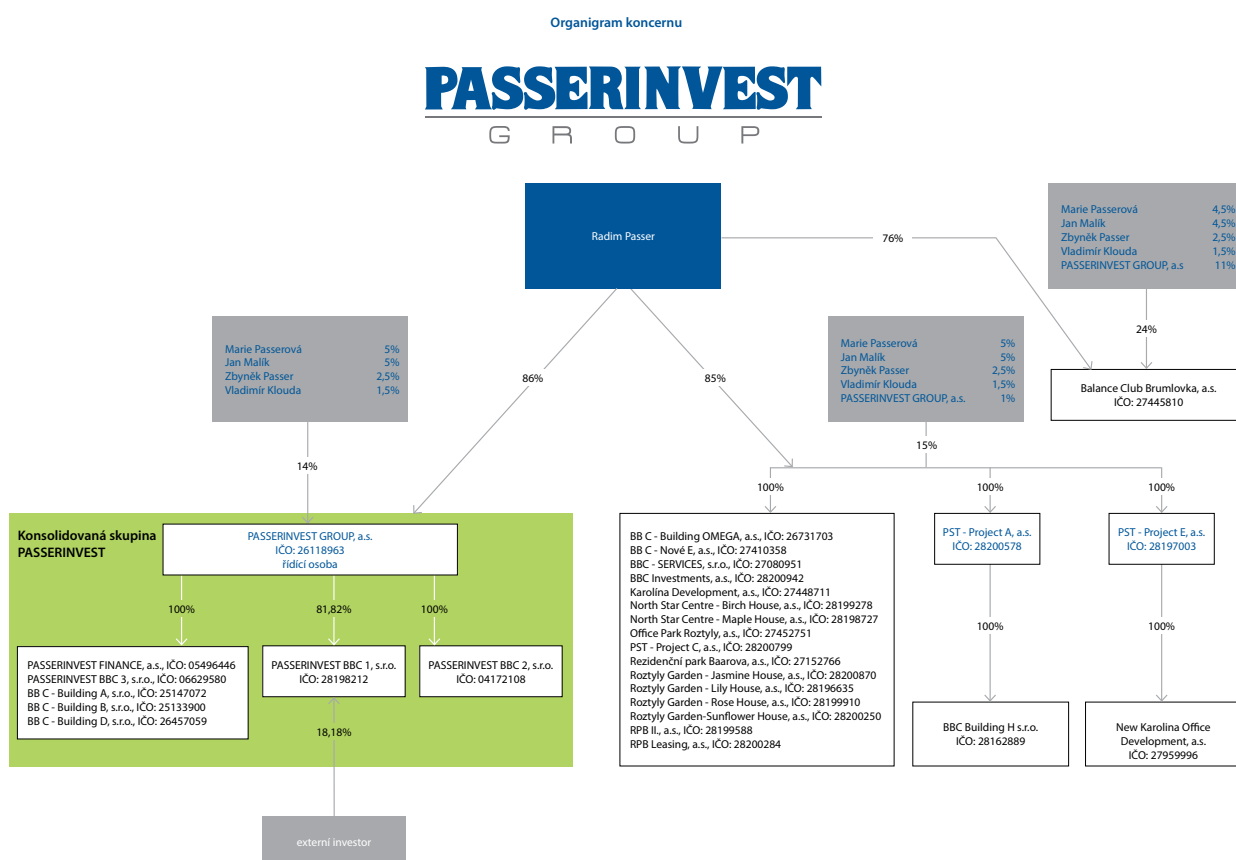 Organigram koncernu
PASSERINVEST
GROUP
Radim Passer
76%
Marie Passerová 4,5%
Jan Malík 4,5%
Zbyněk Passer 2,5%
Vladimír Klouda 1,5%
PASSERINVEST GROUP, a.s 11%
24%
Balance Club Brumlovka, a.s.
IČO: 27445810
Marie Passerová 5%
Jan Malík 5%
Zbyněk Passer 2,5%
Vladimír Klouda 1,5%
14%
86%
85%
Marie Passerová 5%
Jan Malík 5%
Zbyněk Passer 2,5%
Vladimír Klouda 1,5%
PASSERINVEST GROUP, a.s. 1%
15%
100%
100%
100%
Konsolidovaná skupina
PASSERINVEST
PASSERINVEST GROUP, a.s.
IČO: 26118963
řídící osoba
100%
81,82%
100%
PASSERINVEST FINANCE, a.s., IČO: 05496446
PASSERINVEST BBC 3, s.r.o., IČO: 06629580
BB C - Building A, s.r.o., IČO: 25147072
BB C - Building B, s.r.o., IČO: 25133900
BB C - Building D, s.r.o., IČO: 26457059
PASSERINVEST BBC 1, s.r.o.
IČO: 28198212
PASSERINVEST BBC 2, s.r.o.
IČO: 04172108
18,18%
externí investor
BB C - Building OMEGA, a.s., IČO: 26731703
BB C - Nové E, a.s., IČO: 27410358
BBC - SERVICES, s.r.o., IČO: 27080951
BBC Investments, a.s., IČO: 28200942
Karolína Development, a.s., IČO: 27448711
North Star Centre - Birch House, a.s., IČO: 28199278
North Star Centre - Maple House, a.s., IČO: 28198727
Office Park Roztyly, a.s., IČO: 27452751
PST - Project C, a.s., IČO: 28200799
Rezidenční park Baarova, a.s., IČO: 27152766
Roztyly Garden - Jasmine House, a.s., IČO: 28200870
Roztyly Garden - Lily House, a.s., IČO: 28196635
Roztyly Garden - Rose House, a.s., IČO: 28199910
Roztyly Garden-Sunflower House, a.s., IČO: 28200250
RPB II., a.s., IČO: 28199588
RPB Leasing, a.s., IČO: 28200284
PST - Project A, a.s.
IČO: 28200578
100%
BBC Building H s.r.o.
IČO: 28162889
PST - Project E, a.s.
IČO: 28197003
100%
New Karolina Office
Development, a.s.
IČO: 27959996